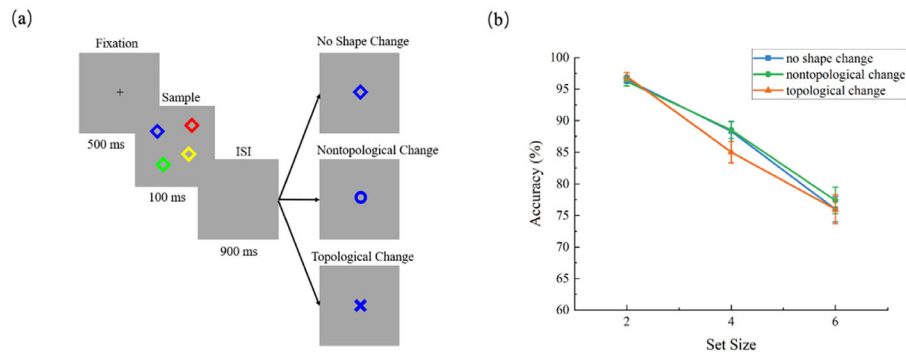 (a)
Fixation
500 ms
Sample
100 ms
ISI
900 ms
No Shape Change
Nontopological Change
Topological Change
(b)
no shape change
nontopological change
topological change
Accuracy (%)
100
95
90
85
80
75
70
65
60
2 4 6
Set Size